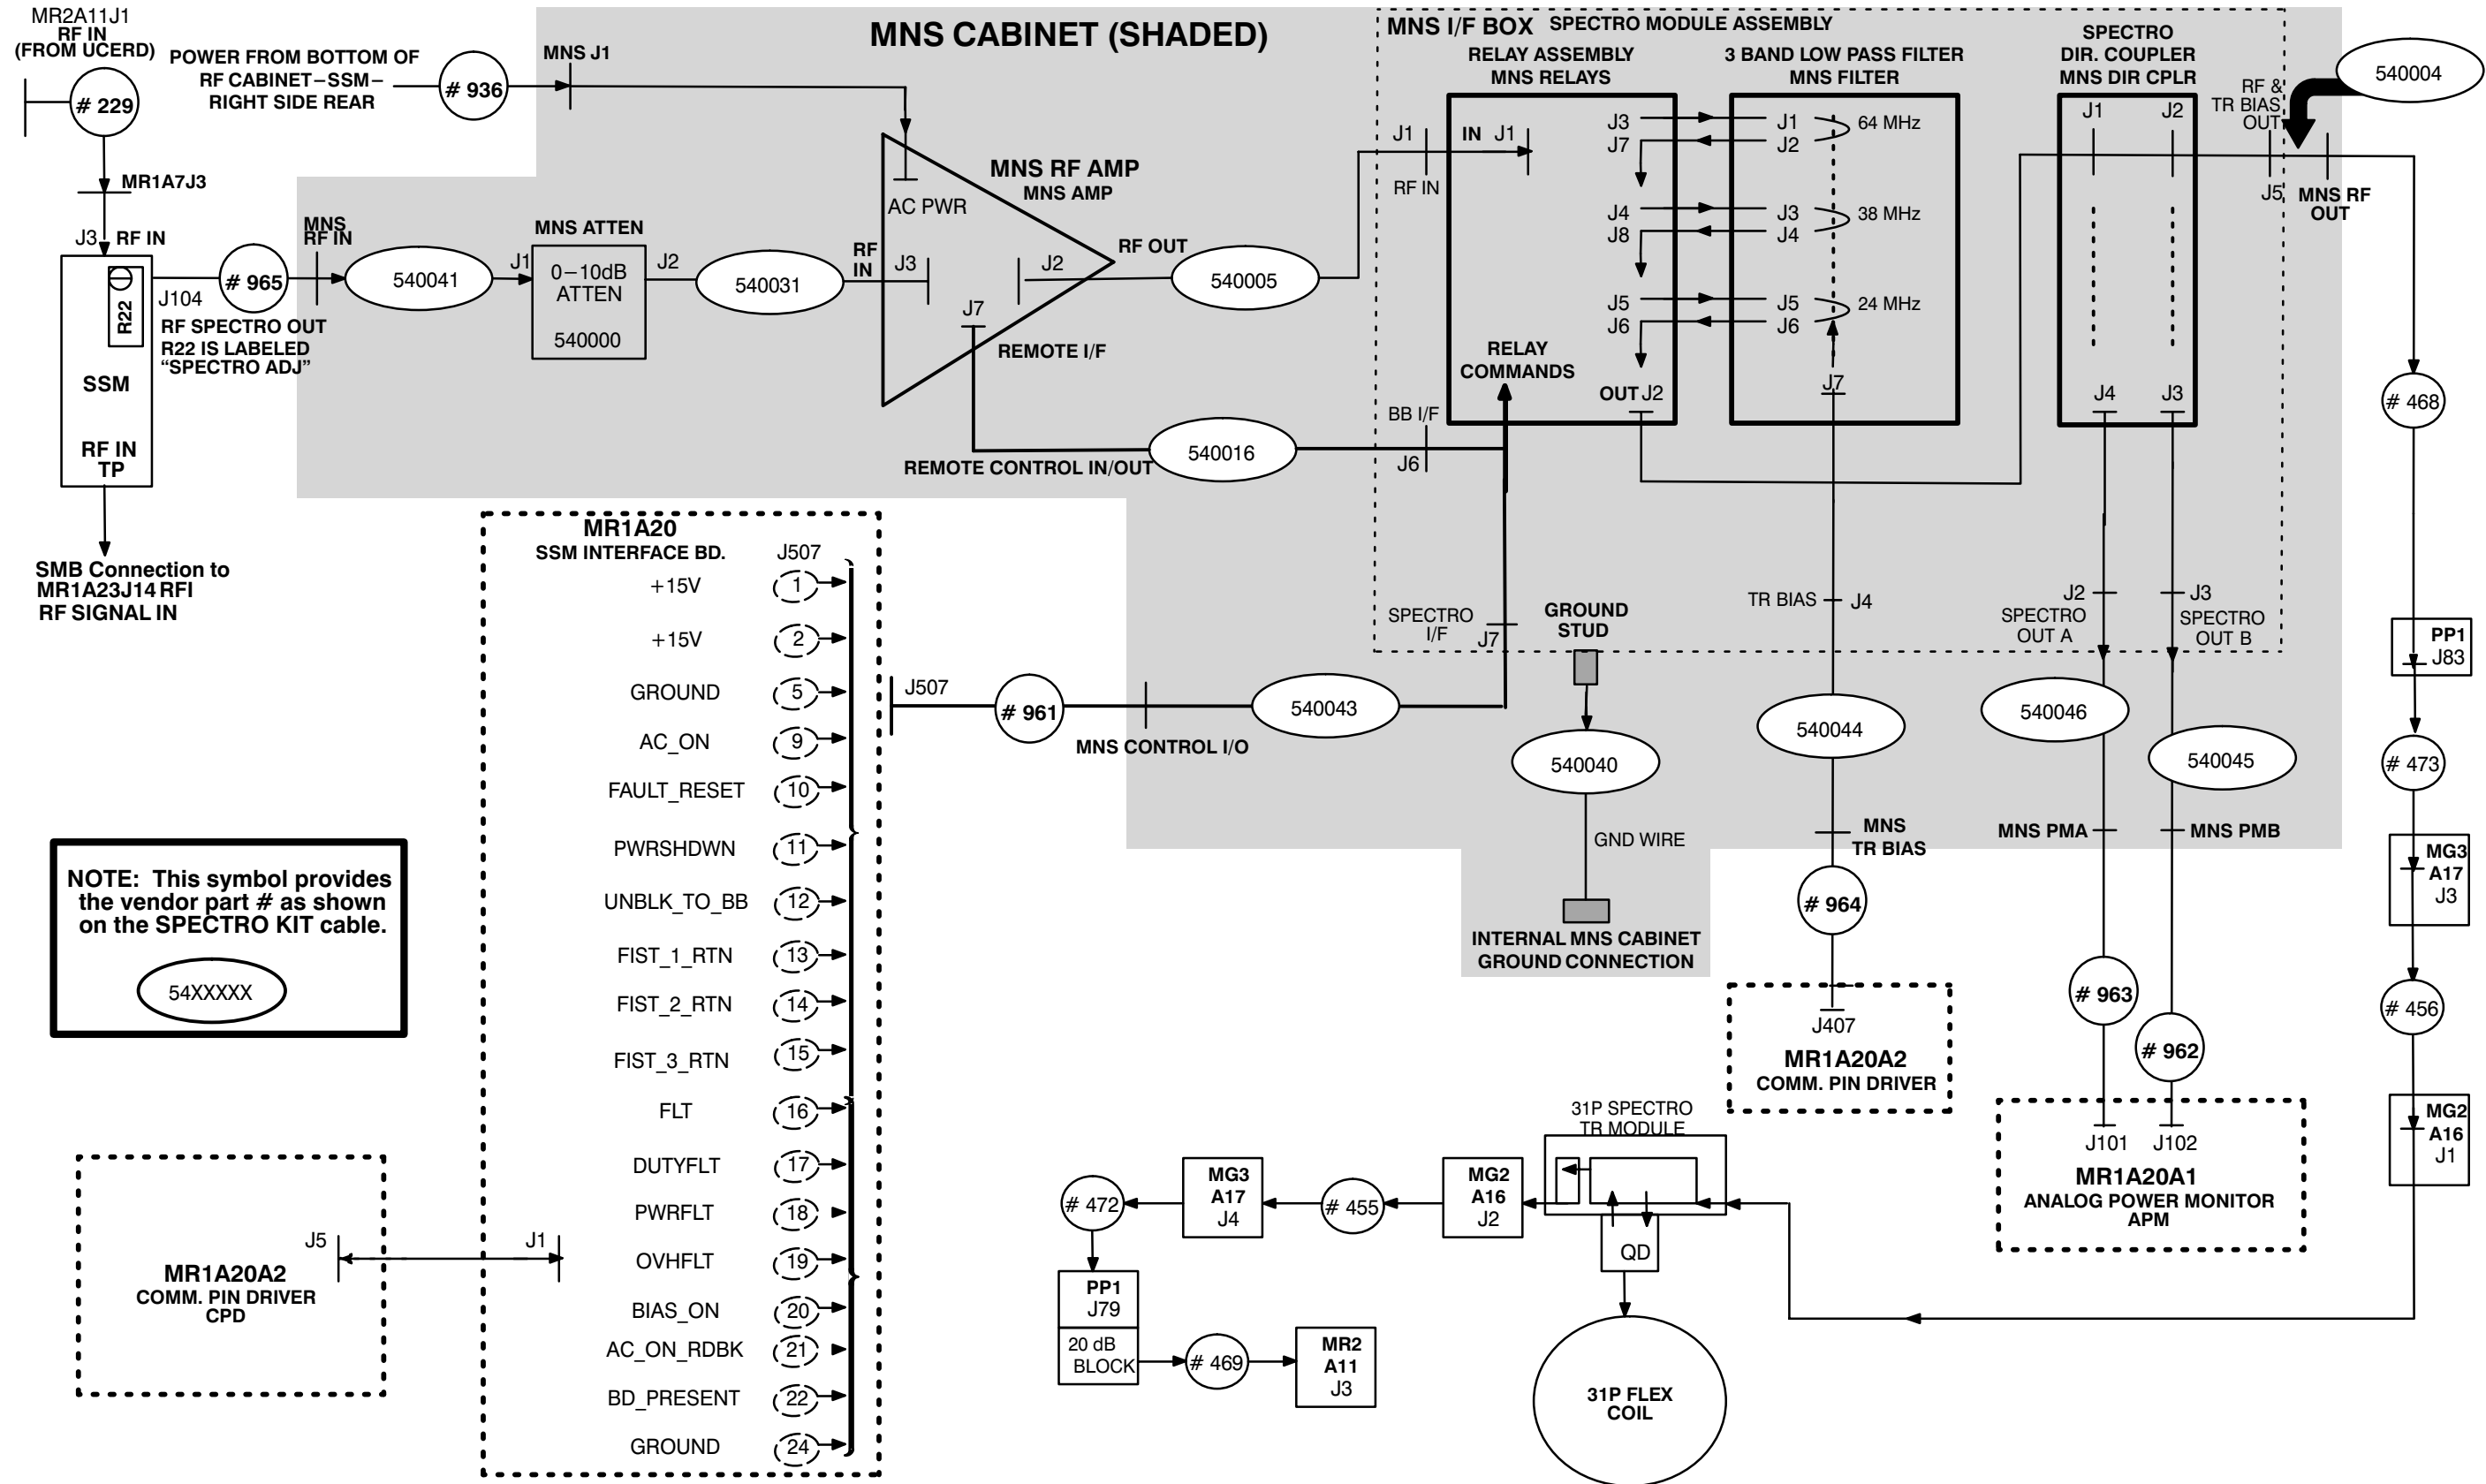 MR2A11J1
RF IN
(FROM UCERD)
# 229
MR1A7J3
J3 RF IN
R22
J104
SSM
RF IN
TP
SMB Connection to
MR1A23J14 RFI
RF SIGNAL IN
POWER FROM BOTTOM OF
RF CABINET–SSM–
RIGHT SIDE REAR
# 936
MNS J1
# 965
RF SPECTRO OUT
R22 IS LABELED
“SPECTRO ADJ”
MNS CABINET (SHADED)
MNS
RF IN
540041
MNS ATTEN
J1
0–10dB
ATTEN
540000
J2
540031
RF
IN
MNS RF AMP
MNS AMP
AC PWR
J3
J2
J7
RF OUT
REMOTE I/F
540005
REMOTE CONTROL IN/OUT
540016
MNS I/F BOX
SPECTRO MODULE ASSEMBLY
J1
RF IN
BB I/F
J6
RELAY ASSEMBLY
MNS RELAYS
IN J1
J3
J7
J4
J8
J5
J6
RELAY
COMMANDS
OUT J2
3 BAND LOW PASS FILTER
MNS FILTER
J1
J2
64 MHz
J3
J4
38 MHz
J5
J6
24 MHz
J7
SPECTRO
DIR. COUPLER
MNS DIR CPLR
J1 J2
J4 J3
RF &
TR BIAS
OUT
J5
MNS RF
OUT
540004
# 468
PP1
J83
# 473
MG3
A17
J3
# 456
MG2
A16
J1
SPECTRO
I/F
J7
GROUND
STUD
540040
GND WIRE
INTERNAL MNS CABINET
GROUND CONNECTION
TR BIAS J4
540044
MNS
TR BIAS
# 964
J407
MR1A20A2
COMM. PIN DRIVER
J2
SPECTRO
OUT A
J3
SPECTRO
OUT B
540046
540045
MNS PMA
MNS PMB
# 963
# 962
J101 J102
MR1A20A1
ANALOG POWER MONITOR
APM
MR1A20
SSM INTERFACE BD.
J507
+15V 1
+15V 2
GROUND 5
AC_ON 9
FAULT_RESET 10
PWRSHDWN 11
UNBLK_TO_BB 12
FIST_1_RTN 13
FIST_2_RTN 14
FIST_3_RTN 15
FLT 16
DUTYFLT 17
PWRFLT 18
OVHFLT 19
BIAS_ON 20
AC_ON_RDBK 21
BD_PRESENT 22
GROUND 24
J507
# 961
MNS CONTROL I/O
540043
NOTE: This symbol provides
the vendor part # as shown
on the SPECTRO KIT cable.
54XXXXX
MR1A20A2
COMM. PIN DRIVER
CPD
J5
J1
31P SPECTRO
TR MODULE
QD
31P FLEX
COIL
MG2
A16
J2
# 455
MG3
A17
J4
# 472
PP1
J79
20 dB
BLOCK
# 469
MR2
A11
J3